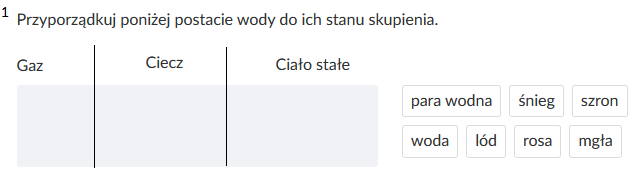 1 Przyporządkuj poniżej postacie wody do ich stanu skupienia.
Gaz Ciecz Ciało stałe
para wodna śnieg szron
woda lód rosa mgła